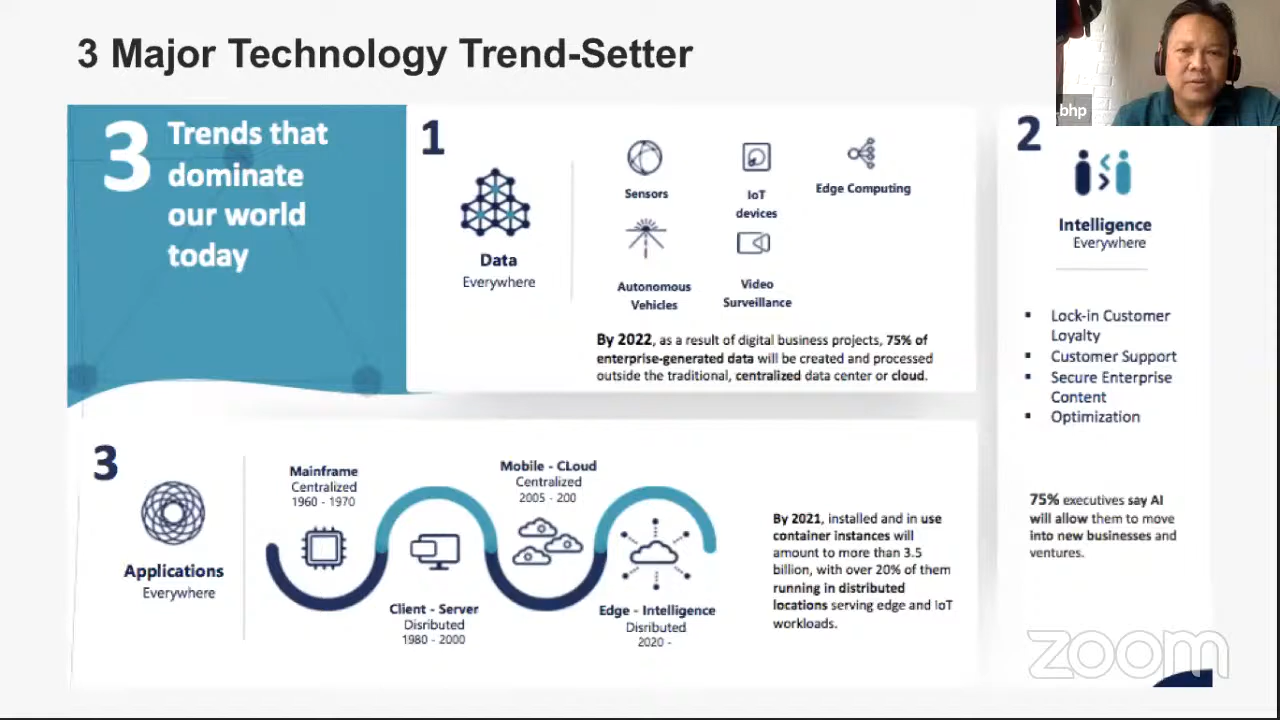 3 Major Technology Trend-Setter
bhp
3
Trends that
dominate
our world
today
1
Data
Everywhere
Sensors
IoT
devices
Edge Computing
Autonomous
Vehicles
Video
Surveillance
By 2022, as a result of digital business projects, 75% of
enterprise-generated data will be created and processed
outside the traditional, centralized data center or cloud.
2
Intelligence
Everywhere
▪ Lock-in Customer
Loyalty
▪ Customer Support
▪ Secure Enterprise
Content
▪ Optimization
75% executives say AI
will allow them to move
into new businesses and
ventures.
3
Applications
Everywhere
Mainframe
Centralized
1960 - 1970
Client - Server
Disributed
1980 - 2000
Mobile - CLoud
Centralized
2005 - 200
Edge - Intelligence
Disributed
2020 -
By 2021, installed and in use
container instances will
amount to more than 3.5
billion, with over 20% of them
running in distributed
locations serving edge and IoT
workloads.
zoom